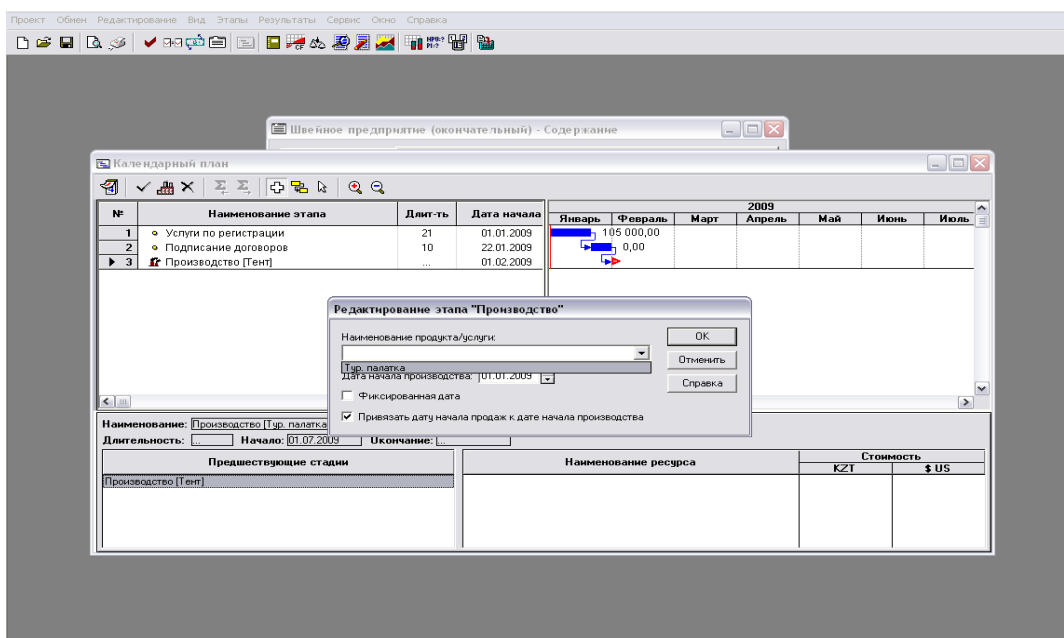 Проект Обмен Редактирование Вид Этапы Результаты Сервис Окно Справка
Швейное предприятие (окончательный) - Содержание
Календарный план
№ Наименование этапа Длит-ть Дата начала
2009
Январь Февраль Март Апрель Май Июнь Июль
1 Услуги по регистрации 21 01.01.2009 105 000,00
2 Подписание договоров 10 22.01.2009 0,00
3 Производство [Тент] ... 01.02.2009
Редактирование этапа "Производство"
Наименование продукта/услуги:
OK
Тур. палатка
Отменить
Дата начала производства: 01.01.2009
Справка
Фиксированная дата
Привязать дату начала продаж к дате начала производства
Наименование: Производство [Тур. палатка
Длительность: ... Начало: 01.07.2009 Окончание: ...
Предшествующие стадии Наименование ресурса Стоимость
KZT $ US
Производство [Тент]